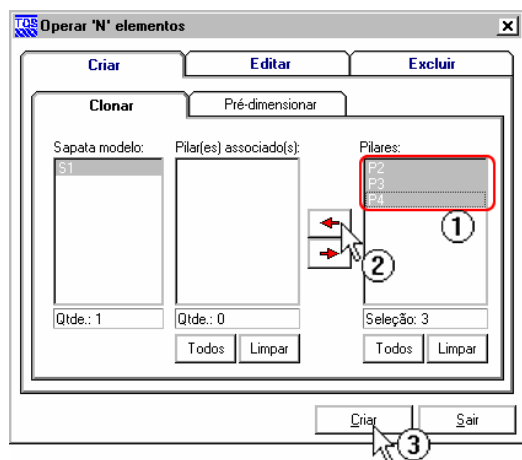 TQS Operar 'N' elementos
Criar Editar Excluir
Clonar Pré-dimensionar
Sapata modelo: Pilar(es) associado(s): Pilares:
S1 P2
P3
P4
1
2
Qtde.: 1 Qtde.: 0 Seleção: 3
Todos Limpar Todos Limpar
Criar Sair
3